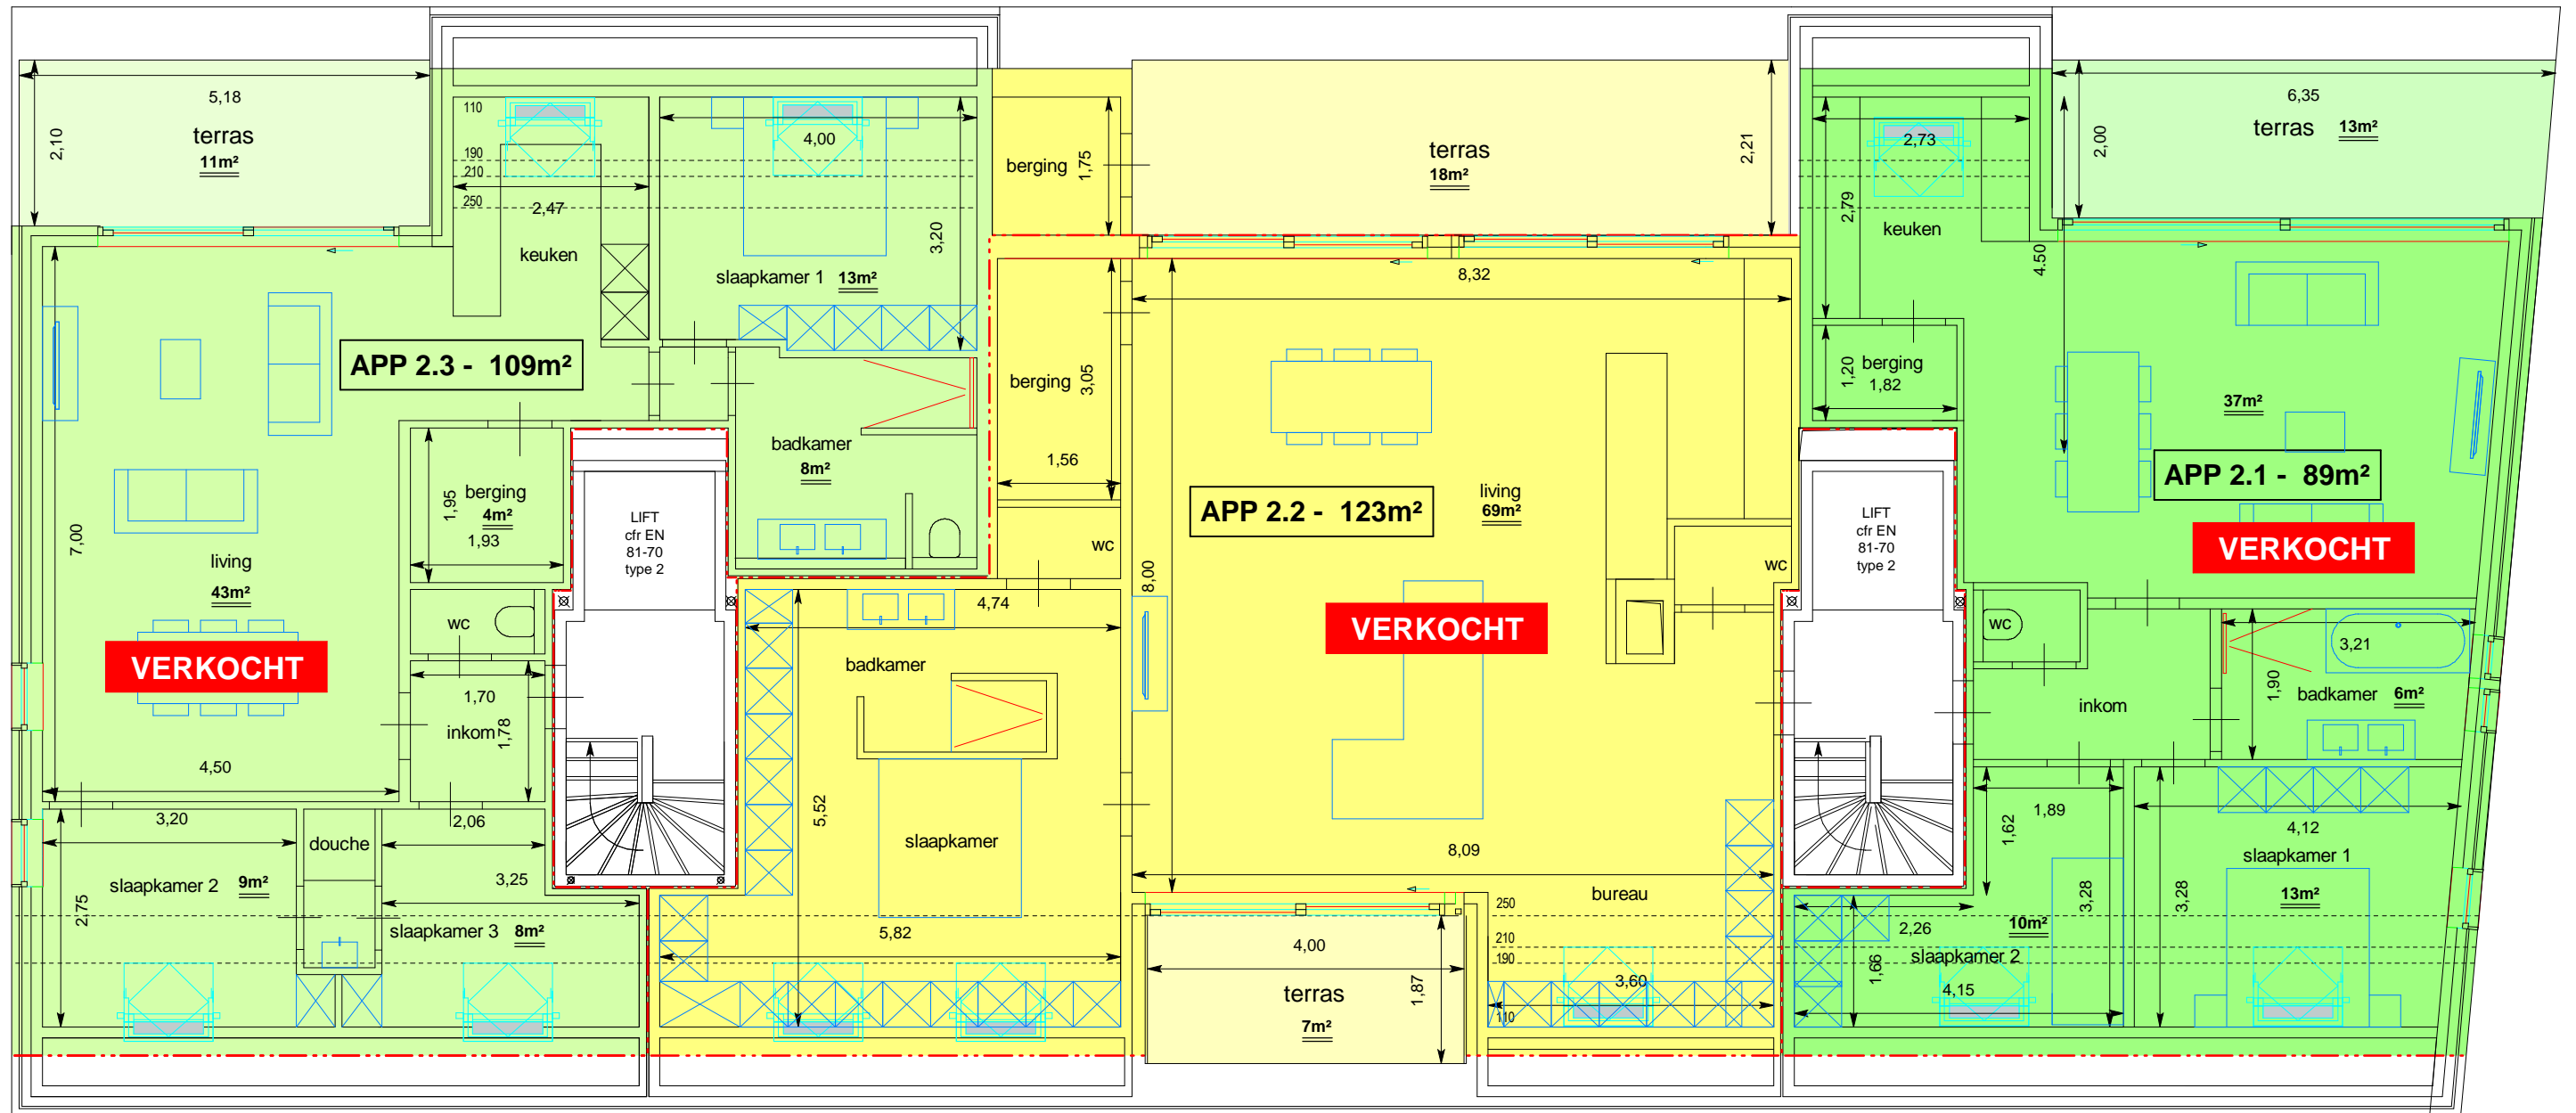 5,18
2,10
terras
11m²
110
190
210
250
2,47
keuken
4,00
3,20
slaapkamer 1 13m²
APP 2.3 - 109m²
7,00
living
43m²
VERKOCHT
4,50
berging
4m²
1,95
1,93
wc
1,70
1,78
inkom
badkamer
8m²
LIFT
cfr EN
81-70
type 2
3,20
2,75
slaapkamer 2 9m²
douche
2,06
3,25
slaapkamer 3 8m²
berging
1,75
berging
3,05
1,56
wc
4,74
badkamer
5,52
slaapkamer
5,82
terras
18m²
2,21
8,32
living
69m²
APP 2.2 - 123m²
8,00
VERKOCHT
wc
8,09
bureau
250
210
190
110
3,60
4,00
terras
7m²
1,87
2,73
2,79
keuken
berging
1,20
1,82
6,35
terras 13m²
2,00
4.50
37m²
APP 2.1 - 89m²
VERKOCHT
LIFT
cfr EN
81-70
type 2
wc
inkom
3,21
1,90
badkamer 6m²
1,89
1,62
3,28
2,26
10m²
slaapkamer 2
1,66
4,15
4,12
slaapkamer 1
13m²
3,28